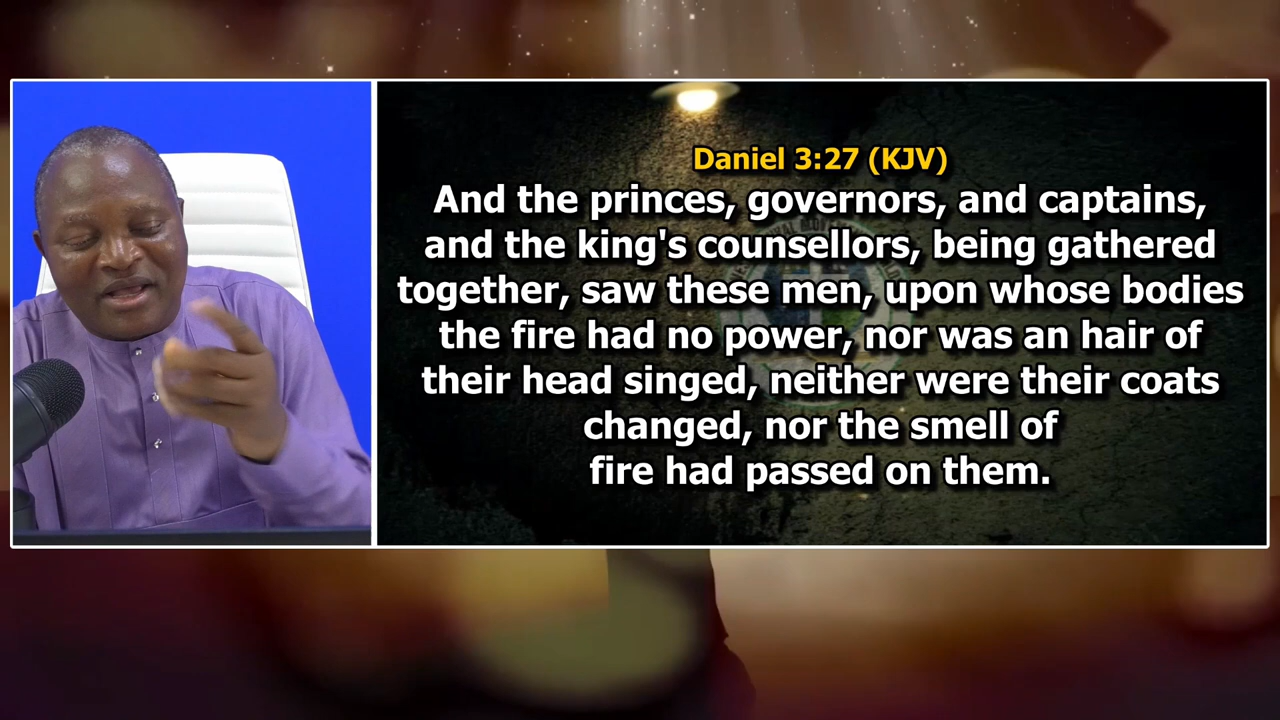 Daniel 3:27 (KJV)
And the princes, governors, and captains,
and the king's counsellors, being gathered
together, saw these men, upon whose bodies
the fire had no power, nor was an hair of
their head singed, neither were their coats
changed, nor the smell of
fire had passed on them.